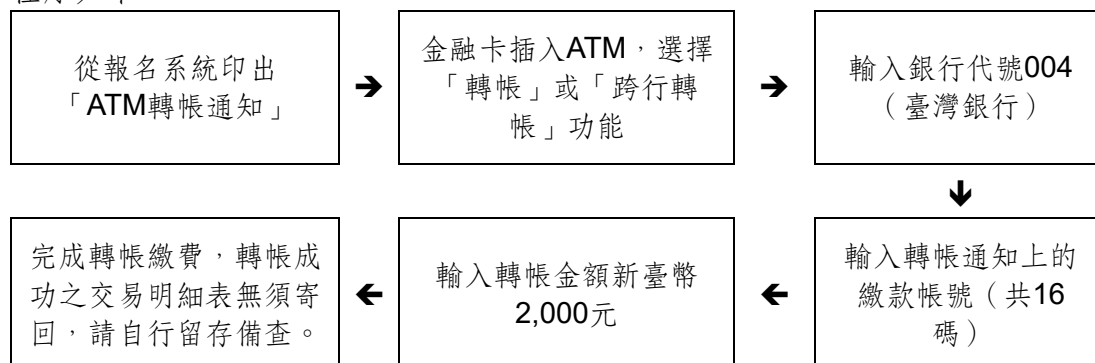 從報名系統印出
「ATM轉帳通知」
金融卡插入ATM，選擇
「轉帳」或「跨行轉
帳」功能
輸入銀行代號004
（臺灣銀行）
輸入轉帳通知上的
繳款帳號（共16
碼）
輸入轉帳金額新臺幣
2,000元
完成轉帳繳費，轉帳成
功之交易明細表無須寄
回，請自行留存備查。